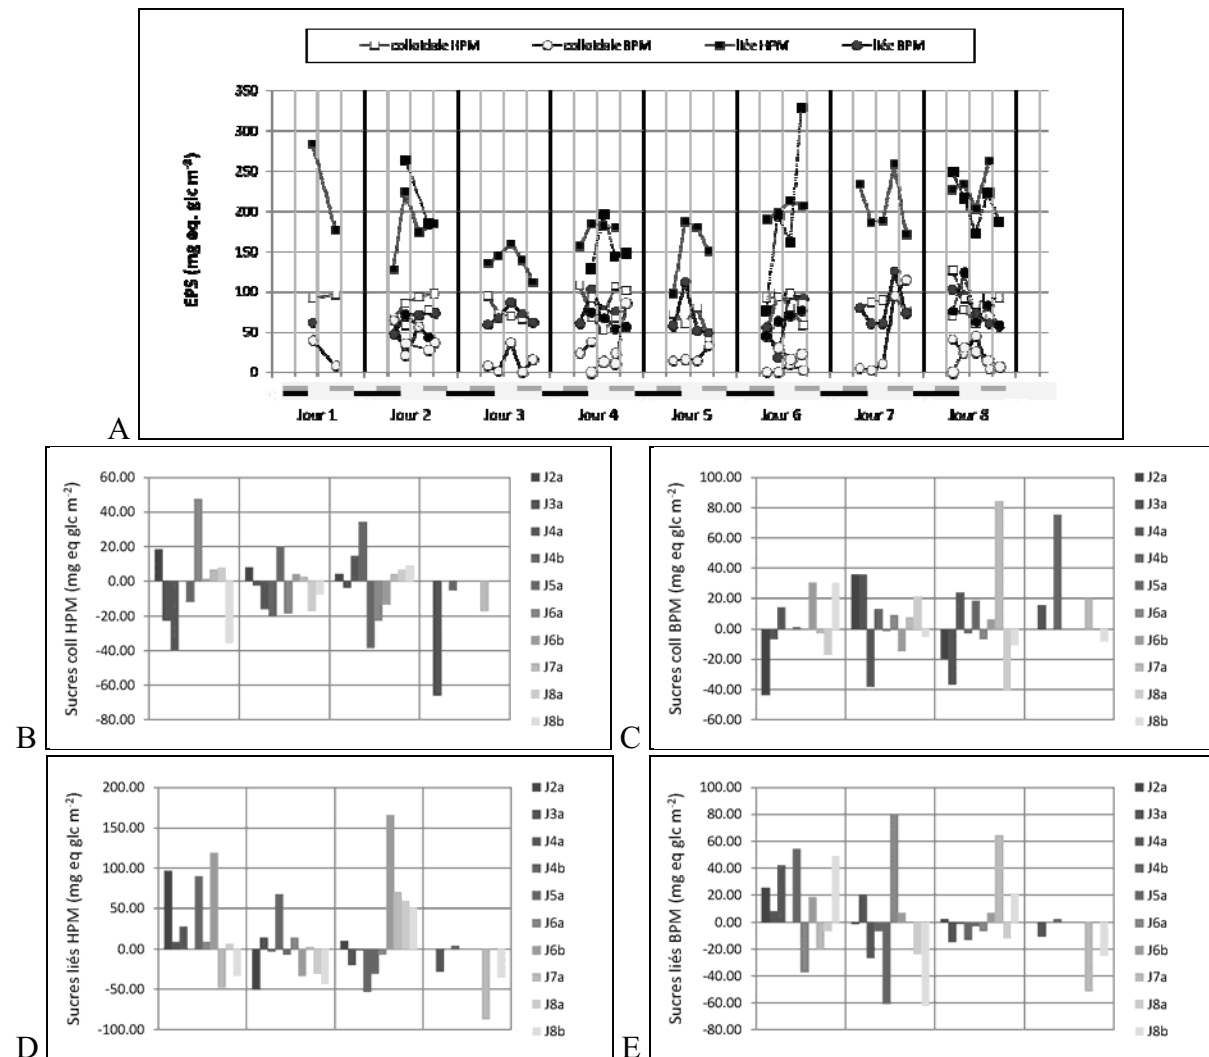 colloidale HPM colloidale BPM liée HPM liée BPM
EPS (mg eq. glc m-2)
350
300
250
200
150
100
50
0
Jour 1 Jour 2 Jour 3 Jour 4 Jour 5 Jour 6 Jour 7 Jour 8
A
Sucres coll HPM (mg eq glc m-2)
60.00
40.00
20.00
0.00
-20.00
-40.00
-60.00
-80.00
J2a
J3a
J4a
J4b
J5a
J6a
J6b
J7a
J8a
J8b
B
Sucres coll BPM (mg eq glc m-2)
100.00
80.00
60.00
40.00
20.00
0.00
-20.00
-40.00
-60.00
J2a
J3a
J4a
J4b
J5a
J6a
J6b
J7a
J8a
J8b
C
Sucres liés HPM (mg eq glc m-2)
200.00
150.00
100.00
50.00
0.00
-50.00
-100.00
J2a
J3a
J4a
J4b
J5a
J6a
J6b
J7a
J8a
J8b
D
Sucres liés BPM (mg eq glc m-2)
100.00
80.00
60.00
40.00
20.00
0.00
-20.00
-40.00
-60.00
-80.00
J2a
J3a
J4a
J4b
J5a
J6a
J6b
J7a
J8a
J8b
E